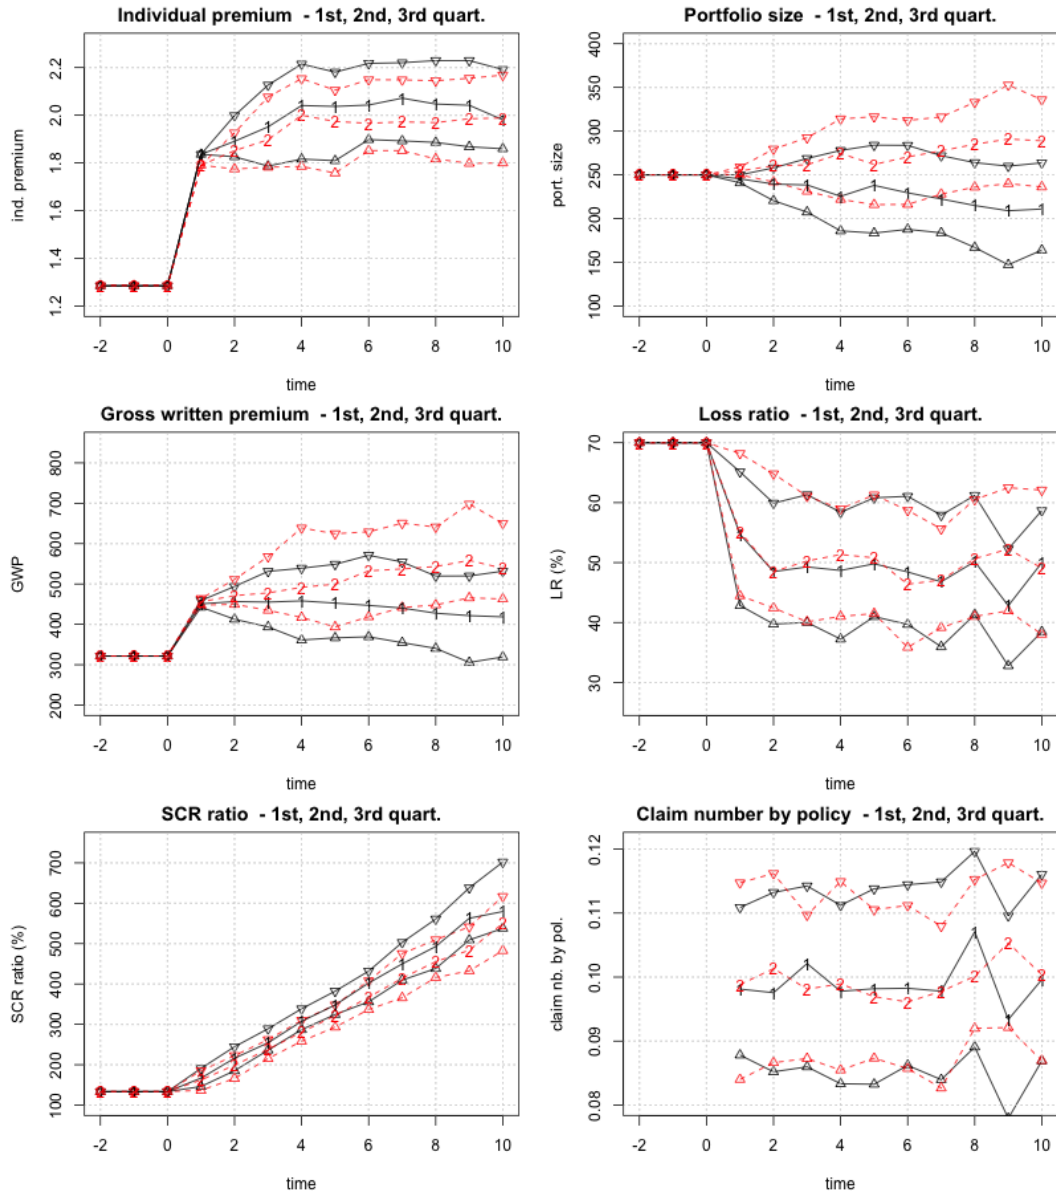 Individual premium - 1st, 2nd, 3rd quart.
ind. premium
2.2
2.0
1.8
1.6
1.4
1.2
-2 0 2 4 6 8 10
time
Portfolio size - 1st, 2nd, 3rd quart.
port. size
400
350
300
250
200
150
100
-2 0 2 4 6 8 10
time
Gross written premium - 1st, 2nd, 3rd quart.
GWP
800
700
600
500
400
300
200
-2 0 2 4 6 8 10
time
Loss ratio - 1st, 2nd, 3rd quart.
LR (%)
70
60
50
40
30
-2 0 2 4 6 8 10
time
SCR ratio - 1st, 2nd, 3rd quart.
SCR ratio (%)
700
600
500
400
300
200
100
-2 0 2 4 6 8 10
time
Claim number by policy - 1st, 2nd, 3rd quart.
claim nb. by pol.
0.12
0.11
0.10
0.09
0.08
-2 0 2 4 6 8 10
time